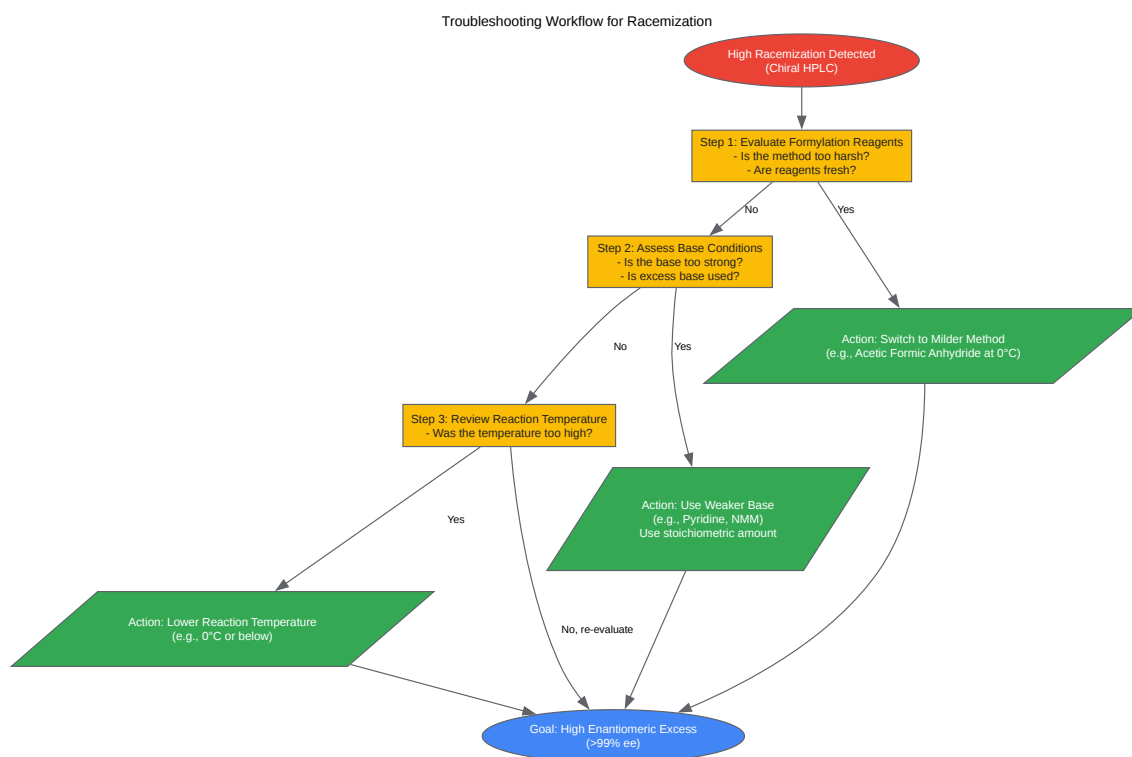 Troubleshooting Workflow for Racemization
High Racemization Detected
(Chiral HPLC)
Step 1: Evaluate Formylation Reagents
- Is the method too harsh?
- Are reagents fresh?
No
Yes
Step 2: Assess Base Conditions
- Is the base too strong?
- Is excess base used?
Action: Switch to Milder Method
(e.g., Acetic Formic Anhydride at 0°C)
No
Yes
Step 3: Review Reaction Temperature
- Was the temperature too high?
Action: Use Weaker Base
(e.g., Pyridine, NMM)
Use stoichiometric amount
Yes
Action: Lower Reaction Temperature
(e.g., 0°C or below)
No, re-evaluate
Goal: High Enantiomeric Excess
(>99% ee)